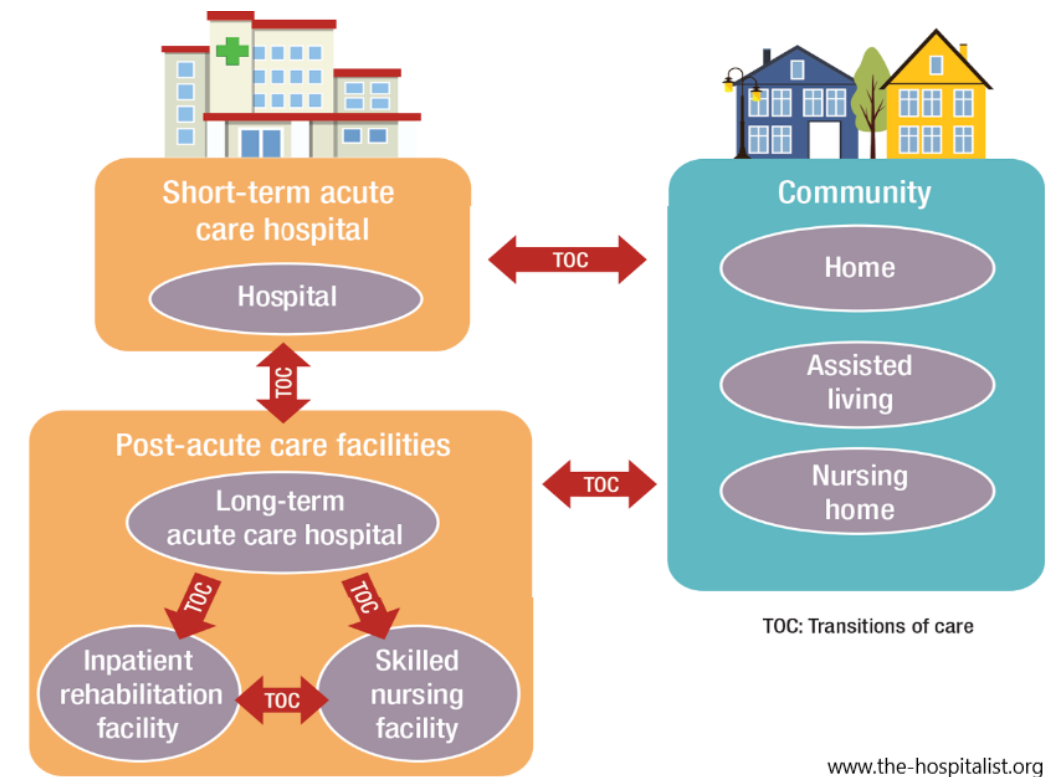 Short-term acute
care hospital
Hospital
TOC
Community
Home
Assisted
living
Nursing
home
TOC
Post-acute care facilities
Long-term
acute care hospital
TOC
TOC
TOC
Inpatient
rehabilitation
facility
TOC
Skilled
nursing
facility
TOC: Transitions of care
www.the-hospitalist.org